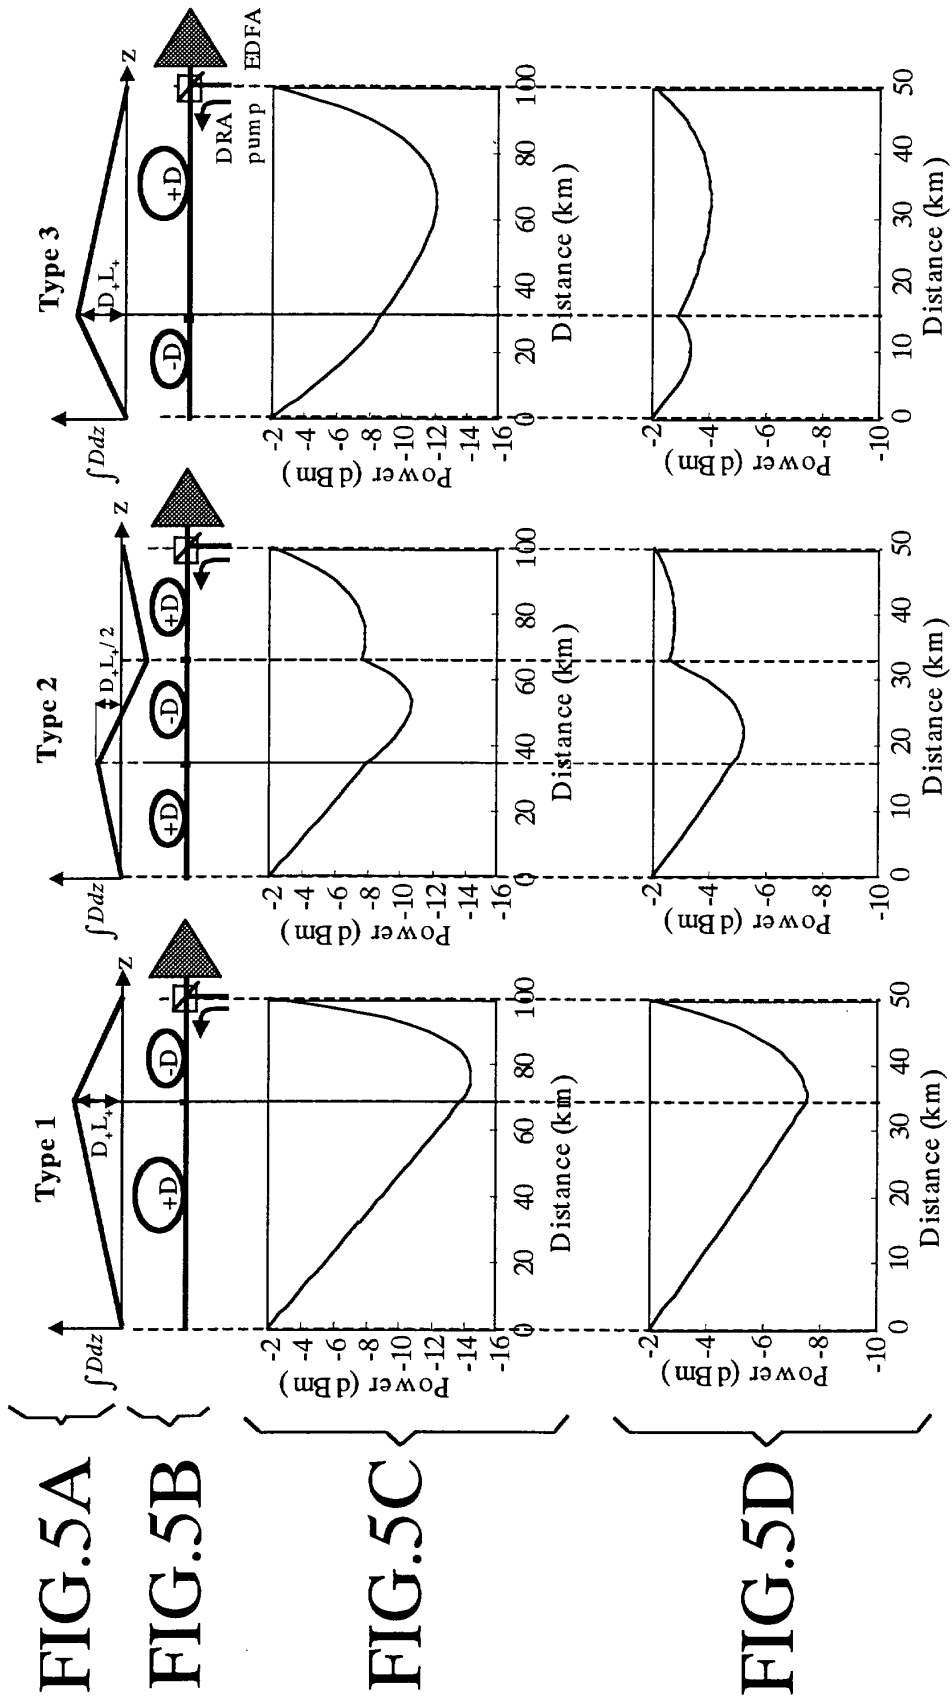 FIG.5A
Type 1
∫Ddz
D₊L₊
z
Type 2
∫Ddz
D₊L₊/2
z
Type 3
∫Ddz
D₊L₊
z
FIG.5B
+D
-D
+D
-D
+D
-D
+D
DRA pump
EDFA
FIG.5C
Power (dBm)
-2
-4
-6
-8
-10
-12
-14
-16
0 20 40 60 80 100
Distance (km)
Power (dBm)
-2
-4
-6
-8
-10
-12
-14
-16
0 20 40 60 80 100
Distance (km)
Power (dBm)
-2
-4
-6
-8
-10
-12
-14
-16
0 20 40 60 80 100
Distance (km)
FIG.5D
Power (dBm)
-2
-4
-6
-8
-10
0 10 20 30 40 50
Distance (km)
Power (dBm)
-2
-4
-6
-8
-10
0 10 20 30 40 50
Distance (km)
Power (dBm)
-2
-4
-6
-8
-10
0 10 20 30 40 50
Distance (km)